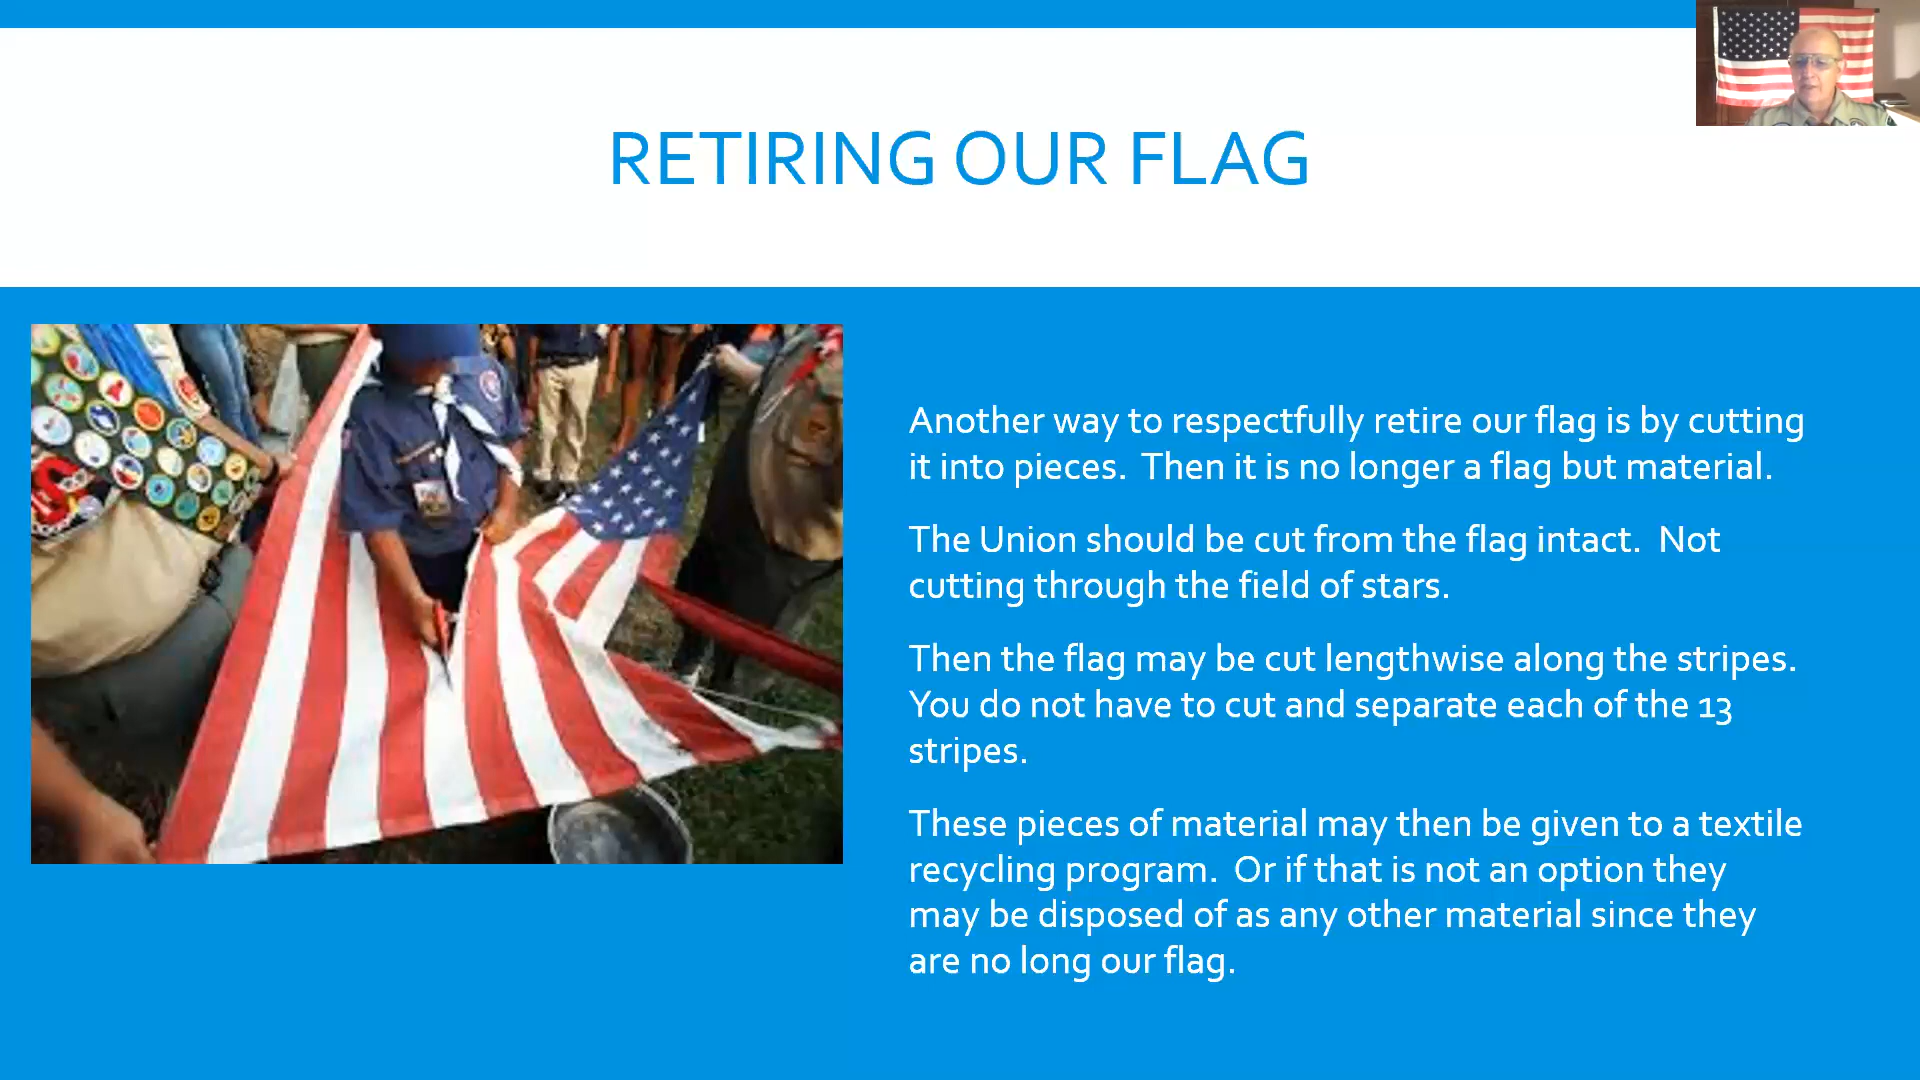 RETIRING OUR FLAG
Another way to respectfully retire our flag is by cutting
it into pieces.  Then it is no longer a flag but material.
The Union should be cut from the flag intact.  Not
cutting through the field of stars.
Then the flag may be cut lengthwise along the stripes.
You do not have to cut and separate each of the 13
stripes.
These pieces of material may then be given to a textile
recycling program.  Or if that is not an option they
may be disposed of as any other material since they
are no long our flag.